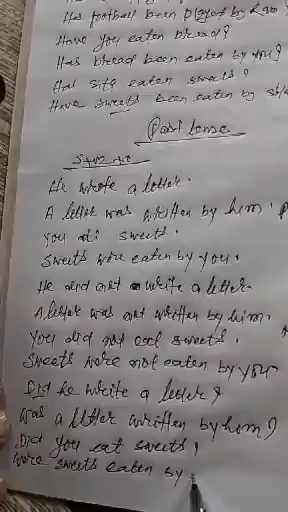 Has football been played by Ram
Have you eaten bread?
Has bread been eaten by you?
Has she eaten sweets?
Have sweets been eaten by she
Past Tense
He wrote a letter.
A letter was written by him.
You sweets.
Sweets were eaten by you.
He did not write a letter.
A letter was not written by him.
You did not eat sweets.
Sweets were not eaten by you
Did he write a letter?
Was a letter written by him?
Did you eat sweets,
Were sweets eaten by